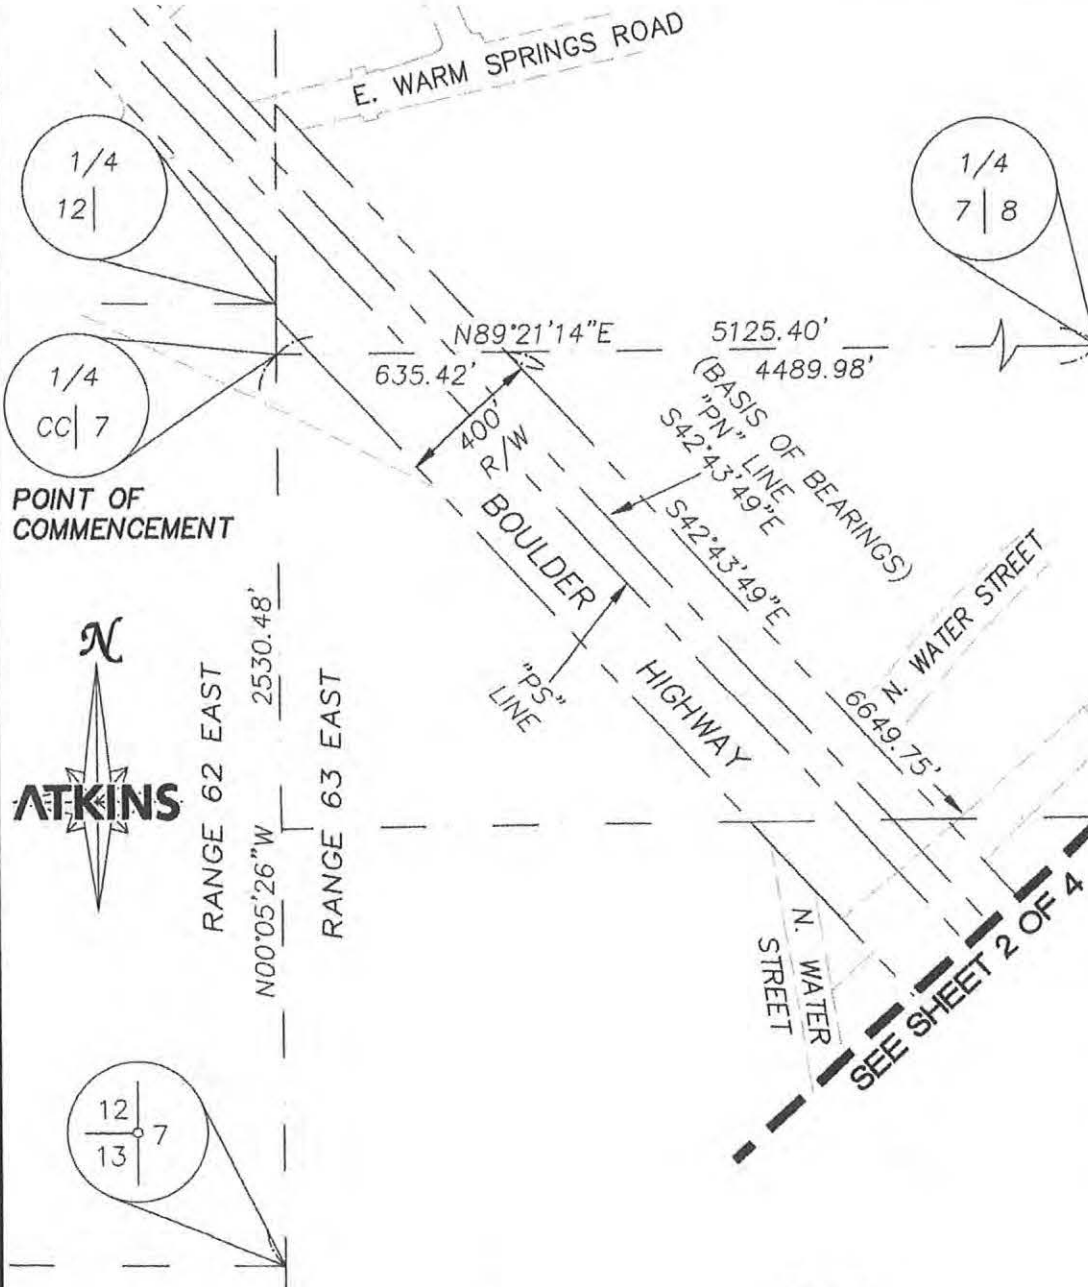 E. WARM SPRINGS ROAD
1/4
12
1/4
7 8
N89°21'14"E
5125.40'
635.42'
4489.98'
1/4
CC 7
POINT OF
COMMENCEMENT
400'
R/W
(BASIS OF BEARINGS)
"PN" LINE
S42°43'49"E
S42°43'49"E
BOULDER
HIGHWAY
"PS"
LINE
N. WATER STREET
6649.75'
N
ATKINS
RANGE 62 EAST
N00°05'26"W 2530.48'
RANGE 63 EAST
N. WATER
STREET
SEE SHEET 2 OF 4
12
7
13